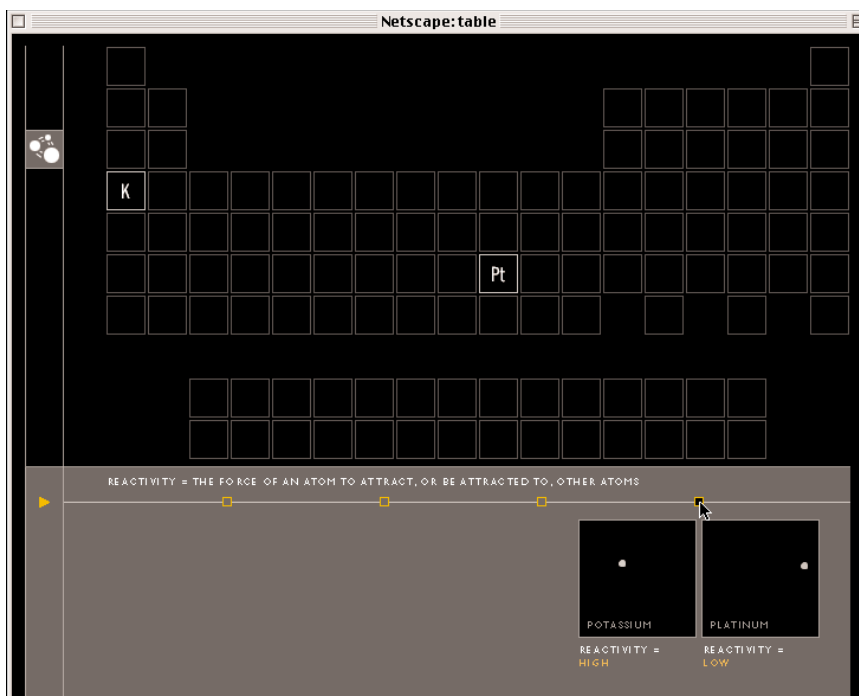 Netscape: table
K
Pt
REACTIVITY = THE FORCE OF AN ATOM TO ATTRACT, OR BE ATTRACTED TO, OTHER ATOMS
POTASSIUM
PLATINUM
REACTIVITY =
HIGH
REACTIVITY =
LOW